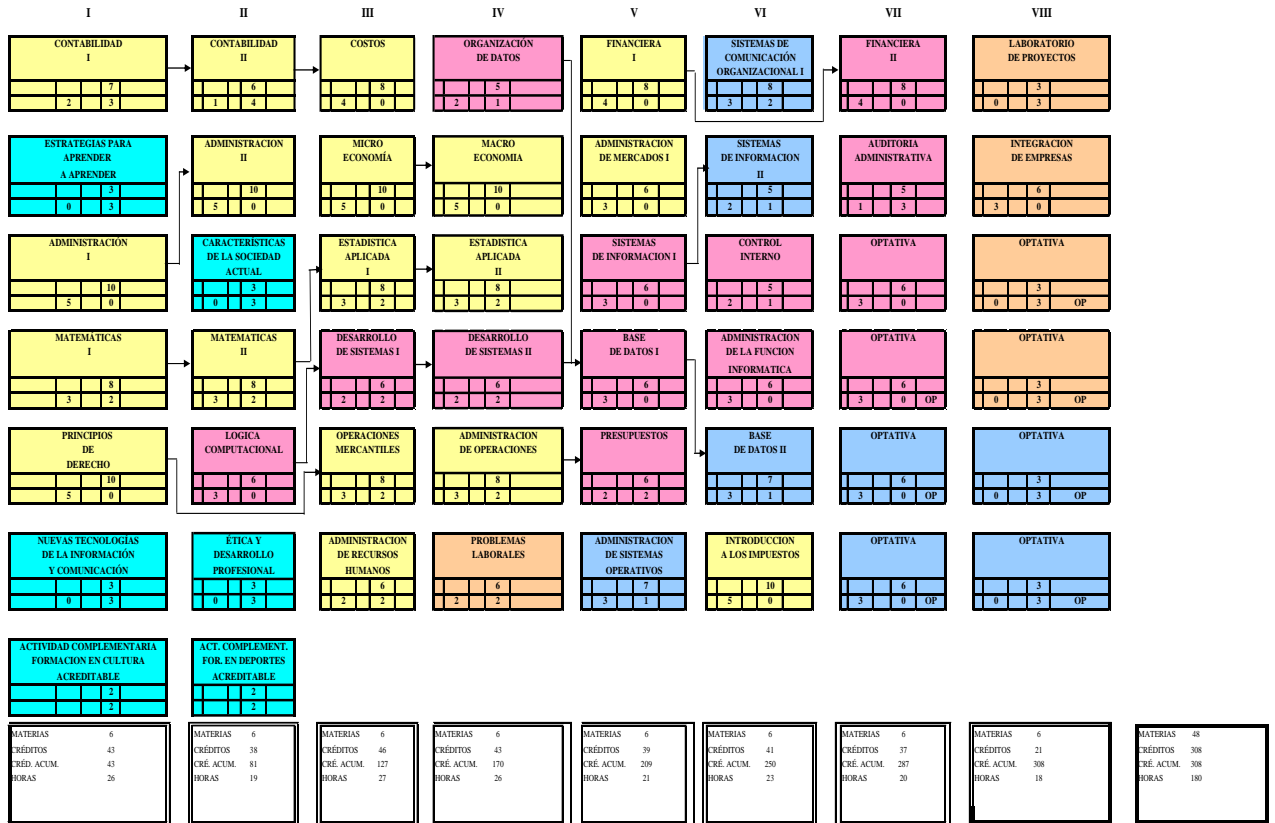 I II III IV V VI VII VIII
CONTABILIDAD
I
7
2 3
CONTABILIDAD
II
6
1 4
COSTOS
8
4 0
ORGANIZACIÓN
DE DATOS
5
2 1
FINANCIERA
I
8
4 0
SISTEMAS DE
COMUNICACIÓN
ORGANIZACIONAL I
8
3 2
FINANCIERA
II
8
4 0
LABORATORIO
DE PROYECTOS
3
0 3
ESTRATEGIAS PARA
APRENDER
A APRENDER
3
0 3
ADMINISTRACION
II
10
5 0
MICRO
ECONOMÍA
10
5 0
MACRO
ECONOMIA
10
5 0
ADMINISTRACION
DE MERCADOS I
6
3 0
SISTEMAS
DE INFORMACION
II
5
2 1
AUDITORIA
ADMINISTRATIVA
5
1 3
INTEGRACION
DE EMPRESAS
6
3 0
ADMINISTRACIÓN
I
10
5 0
CARACTERÍSTICAS
DE LA SOCIEDAD
ACTUAL
3
0 3
ESTADISTICA
APLICADA
I
8
3 2
ESTADISTICA
APLICADA
II
8
3 2
SISTEMAS
DE INFORMACION I
6
3 0
CONTROL
INTERNO
5
2 1
OPTATIVA
6
3 0
OPTATIVA
3
0 3 OP
MATEMÁTICAS
I
8
3 2
MATEMATICAS
II
8
3 2
DESARROLLO
DE SISTEMAS I
6
2 2
DESARROLLO
DE SISTEMAS II
6
2 2
BASE
DE DATOS I
6
3 0
ADMINISTRACION
DE LA FUNCION
INFORMATICA
6
3 0
OPTATIVA
6
3 0 OP
OPTATIVA
3
0 3 OP
PRINCIPIOS
DE
DERECHO
10
5 0
LOGICA
COMPUTACIONAL
6
3 0
OPERACIONES
MERCANTILES
8
3 2
ADMINISTRACION
DE OPERACIONES
8
3 2
PRESUPUESTOS
6
2 2
BASE
DE DATOS II
7
3 1
OPTATIVA
6
3 0 OP
OPTATIVA
3
0 3 OP
NUEVAS TECNOLOGÍAS
DE LA INFORMACIÓN
Y COMUNICACIÓN
3
0 3
ÉTICA Y
DESARROLLO
PROFESIONAL
3
0 3
ADMINISTRACION
DE RECURSOS
HUMANOS
6
2 2
PROBLEMAS
LABORALES
6
2 2
ADMINISTRACION
DE SISTEMAS
OPERATIVOS
7
3 1
INTRODUCCION
A LOS IMPUESTOS
10
5 0
OPTATIVA
6
3 0 OP
OPTATIVA
3
0 3 OP
ACTIVIDAD COMPLEMENTARIA
FORMACION EN CULTURA
ACREDITABLE
2
2
ACT. COMPLEMENT.
FOR. EN DEPORTES
ACREDITABLE
2
2
MATERIAS 6
CRÉDITOS 43
CRÉD. ACUM. 43
HORAS 26
MATERIAS 6
CRÉDITOS 38
CRÉ. ACUM. 81
HORAS 19
MATERIAS 6
CRÉDITOS 46
CRÉ. ACUM. 127
HORAS 27
MATERIAS 6
CRÉDITOS 43
CRÉ. ACUM. 170
HORAS 26
MATERIAS 6
CRÉDITOS 39
CRÉ. ACUM. 209
HORAS 21
MATERIAS 6
CRÉDITOS 41
CRÉ. ACUM. 250
HORAS 23
MATERIAS 6
CRÉDITOS 37
CRÉ. ACUM. 287
HORAS 20
MATERIAS 6
CRÉDITOS 21
CRÉ. ACUM. 308
HORAS 18
MATERIAS 48
CRÉDITOS 308
CRÉ. ACUM. 308
HORAS 180